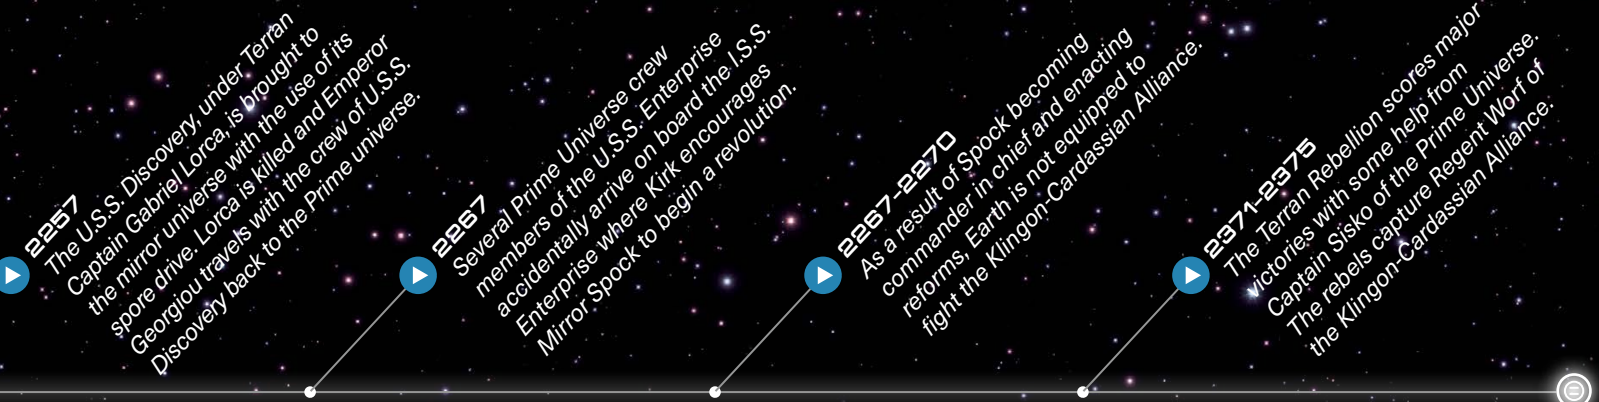 2257
The U.S.S. Discovery, under Terran
Captain Gabriel Lorca, is brought to
the mirror universe with the use of its
spore drive. Lorca is killed and Emperor
Georgiou travels with the crew of U.S.S.
Discovery back to the Prime universe.
2267
Several Prime Universe crew
members of the U.S.S. Enterprise
accidentally arrive on board the I.S.S.
Enterprise where Kirk encourages
Mirror Spock to begin a revolution.
2267-2270
As a result of Spock becoming
commander in chief and enacting
reforms, Earth is not equipped to
fight the Klingon-Cardassian Alliance.
2371-2375
The Terran Rebellion scores major
victories with some help from
Captain Sisko of the Prime Universe.
The rebels capture Regent Worf of
the Klingon-Cardassian Alliance.